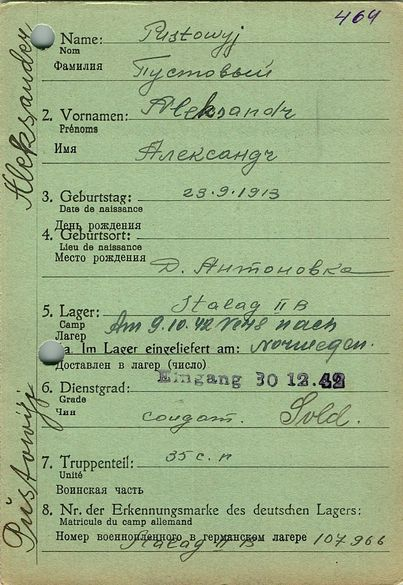 469
Aleksander
Pustowyj
Name: Pustowyj
Nom
Фамилия Пустовый
2. Vornamen: Aleksandr
Prénoms
Имя Александр
3. Geburtstag: 23.9.1913
Date de naissance
День рождения
4. Geburtsort:
Lieu de naissance
Место рождения Д. Антоновка
5. Lager: Stalag II B
Camp
Лагерь Am 9.10.42 nach
a. Im Lager eingeliefert am: Norwegen.
Доставлен в лагерь (число)
6. Dienstgrad: Eingang 30 12.42
Grade
Чин солдат. Sold.
7. Truppenteil: 35 с.п
Unité
Воинская часть
8. Nr. der Erkennungsmarke des deutschen Lagers:
Matricule du camp allemand
Номер военнопленного в германском лагере 107966
Stalag II B